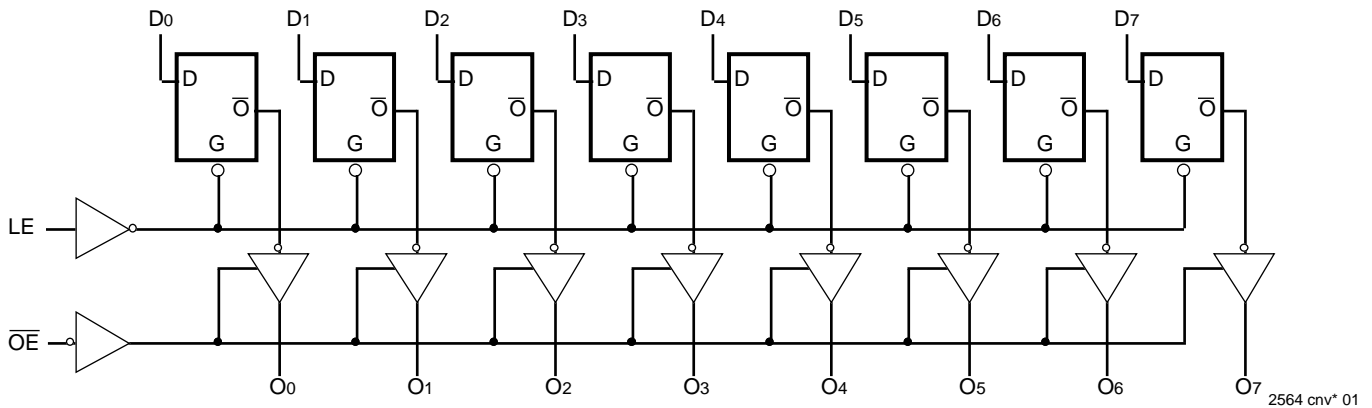 D0 D1 D2 D3 D4 D5 D6 D7
D D D D D D D D
O̅ O̅ O̅ O̅ O̅ O̅ O̅ O̅
G G G G G G G G
LE
O̅E̅
O0 O1 O2 O3 O4 O5 O6 O7
2564 cnv* 01